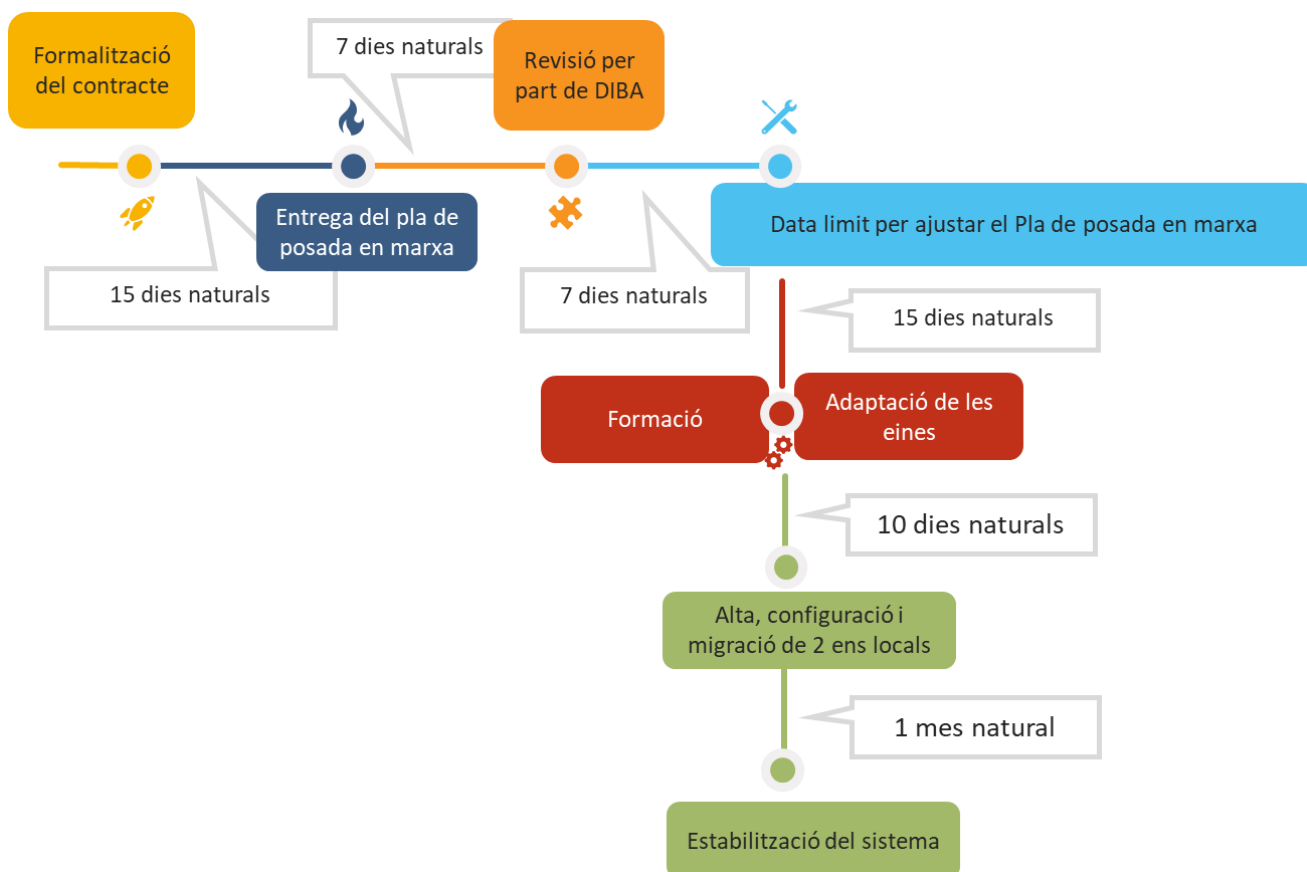 Formalització
del contracte
7 dies naturals
Revisió per
part de DIBA
Entrega del pla de
posada en marxa
Data limit per ajustar el Pla de posada en marxa
15 dies naturals
7 dies naturals
15 dies naturals
Formació
Adaptació de les
eines
10 dies naturals
Alta, configuració i
migració de 2 ens locals
1 mes natural
Estabilització del sistema